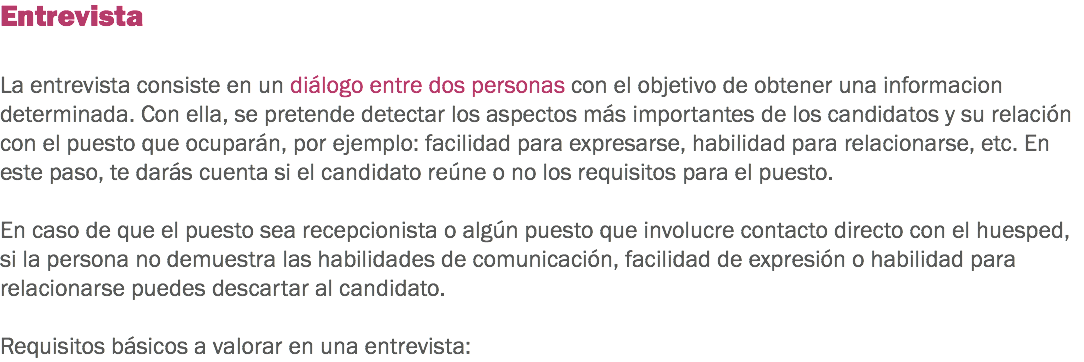 Entrevista
La entrevista consiste en un diálogo entre dos personas con el objetivo de obtener una informacion
determinada. Con ella, se pretende detectar los aspectos más importantes de los candidatos y su relación
con el puesto que ocuparán, por ejemplo: facilidad para expresarse, habilidad para relacionarse, etc. En
este paso, te darás cuenta si el candidato reúne o no los requisitos para el puesto.
En caso de que el puesto sea recepcionista o algún puesto que involucre contacto directo con el huesped,
si la persona no demuestra las habilidades de comunicación, facilidad de expresión o habilidad para
relacionarse puedes descartar al candidato.
Requisitos básicos a valorar en una entrevista: